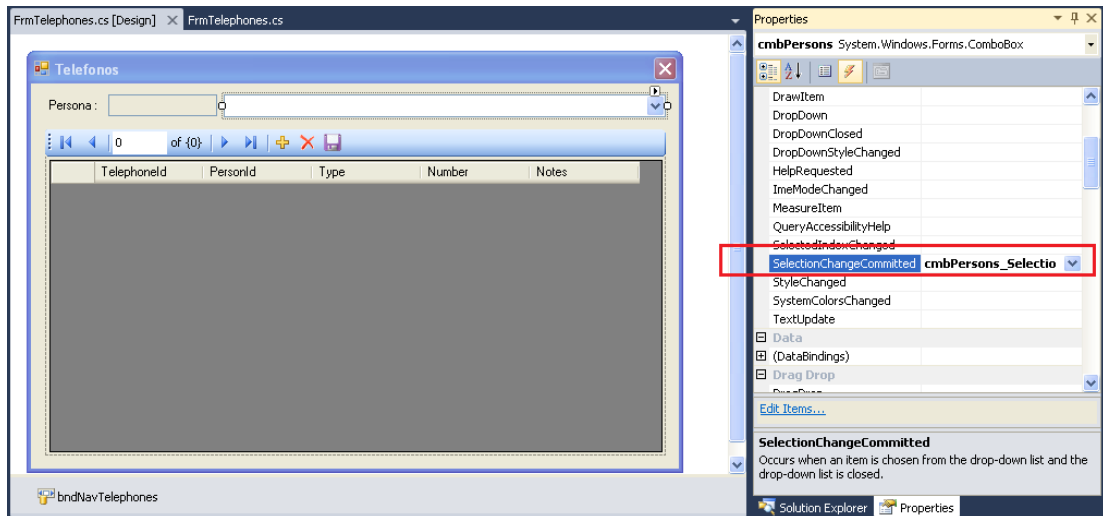 FrmTelephones.cs [Design] FrmTelephones.cs
Telefonos
Persona :
0 of {0}
TelephoneId PersonId Type Number Notes
bndNavTelephones
Properties
cmbPersons System.Windows.Forms.ComboBox
DrawItem
DropDown
DropDownClosed
DropDownStyleChanged
HelpRequested
ImeModeChanged
MeasureItem
QueryAccessibilityHelp
SelectedIndexChanged
SelectionChangeCommitted cmbPersons_Selectio
StyleChanged
SystemColorsChanged
TextUpdate
Data
(DataBindings)
Drag Drop
DragDrop
Edit Items...
SelectionChangeCommitted
Occurs when an item is chosen from the drop-down list and the
drop-down list is closed.
Solution Explorer Properties